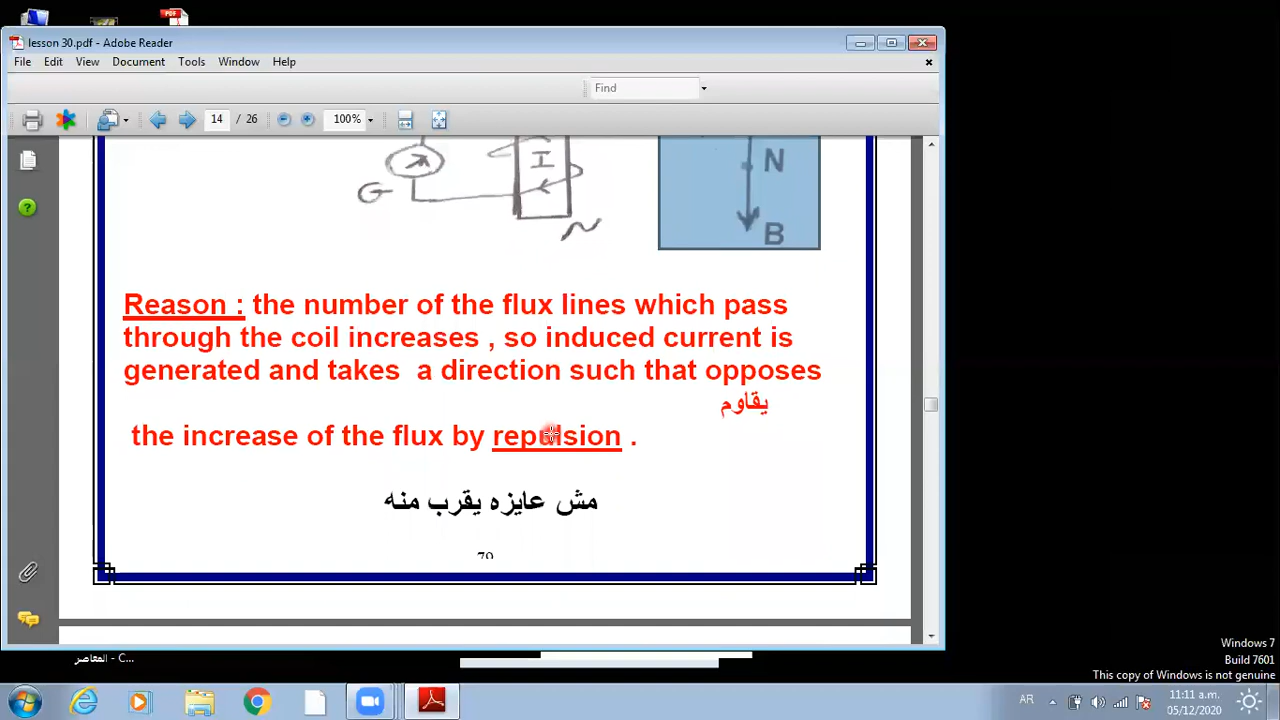 lesson 30.pdf - Adobe Reader
File Edit View Document Tools Window Help
Find
14 / 26 100%
G
I
N
N
B
Reason : the number of the flux lines which pass
through the coil increases , so induced current is
generated and takes a direction such that opposes
يقاوم
the increase of the flux by repulsion .
مش عايزه يقرب منه
79
المعاصر - C...
Windows 7
Build 7601
This copy of Windows is not genuine
AR
11:11 a.m.
05/12/2020